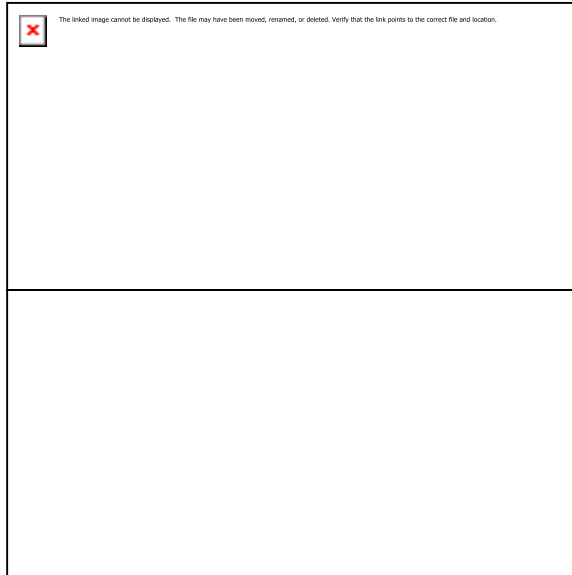 The linked image cannot be displayed.  The file may have been moved, renamed, or deleted. Verify that the link points to the correct file and location.